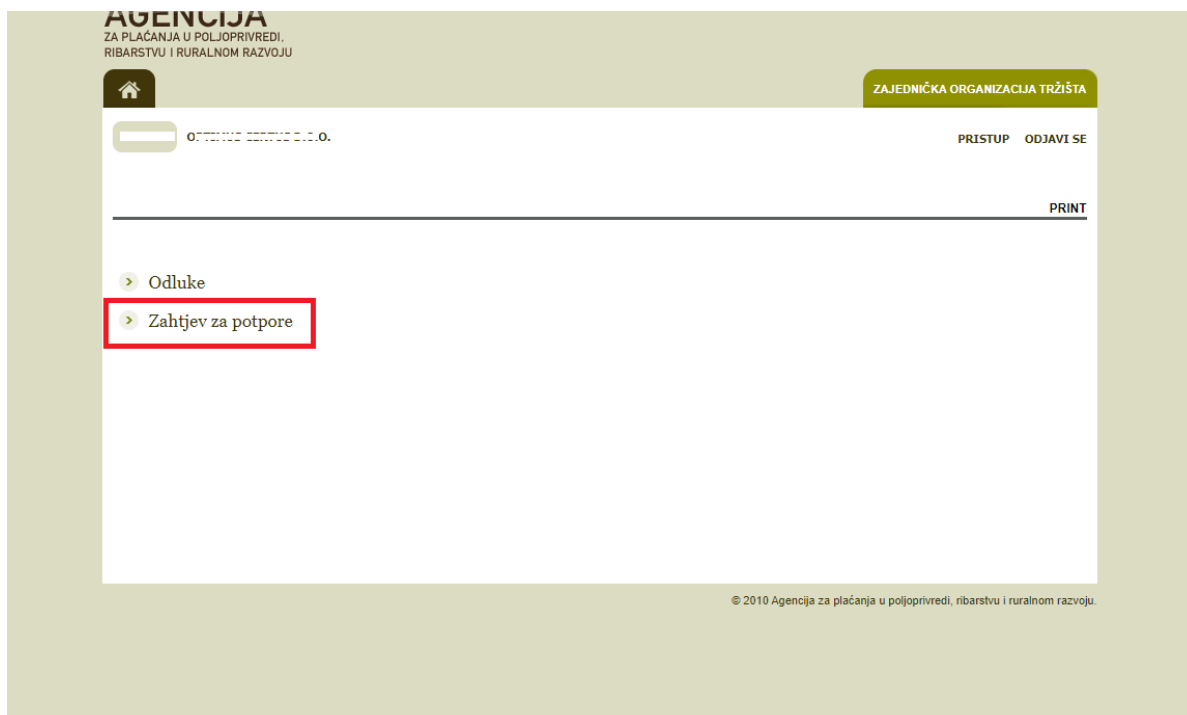 AGENCIJA
ZA PLAĆANJA U POLJOPRIVREDI,
RIBARSTVU I RURALNOM RAZVOJU
ZAJEDNIČKA ORGANIZACIJA TRŽIŠTA
PRISTUP ODJAVI SE
PRINT
Odluke
Zahtjev za potpore
© 2010 Agencija za plaćanja u poljoprivredi, ribarstvu i ruralnom razvoju.